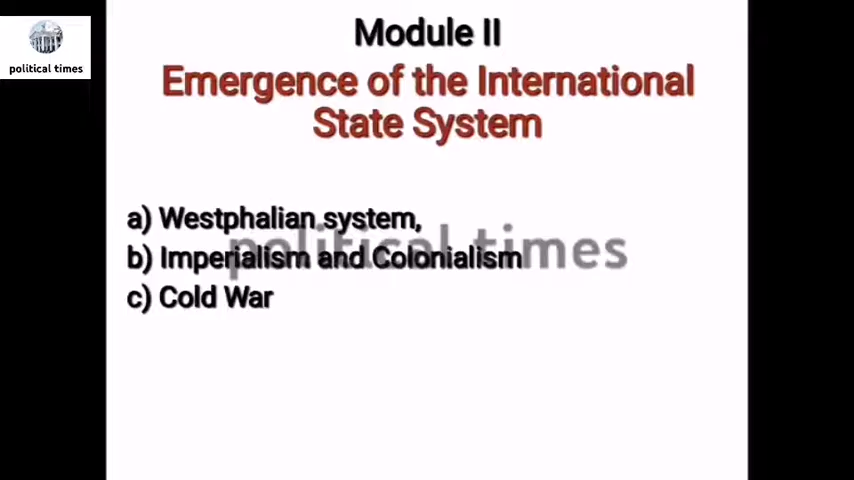 political times
Module II
Emergence of the International
State System
a) Westphalian system,
b) Imperialism and Colonialism
c) Cold War
political times